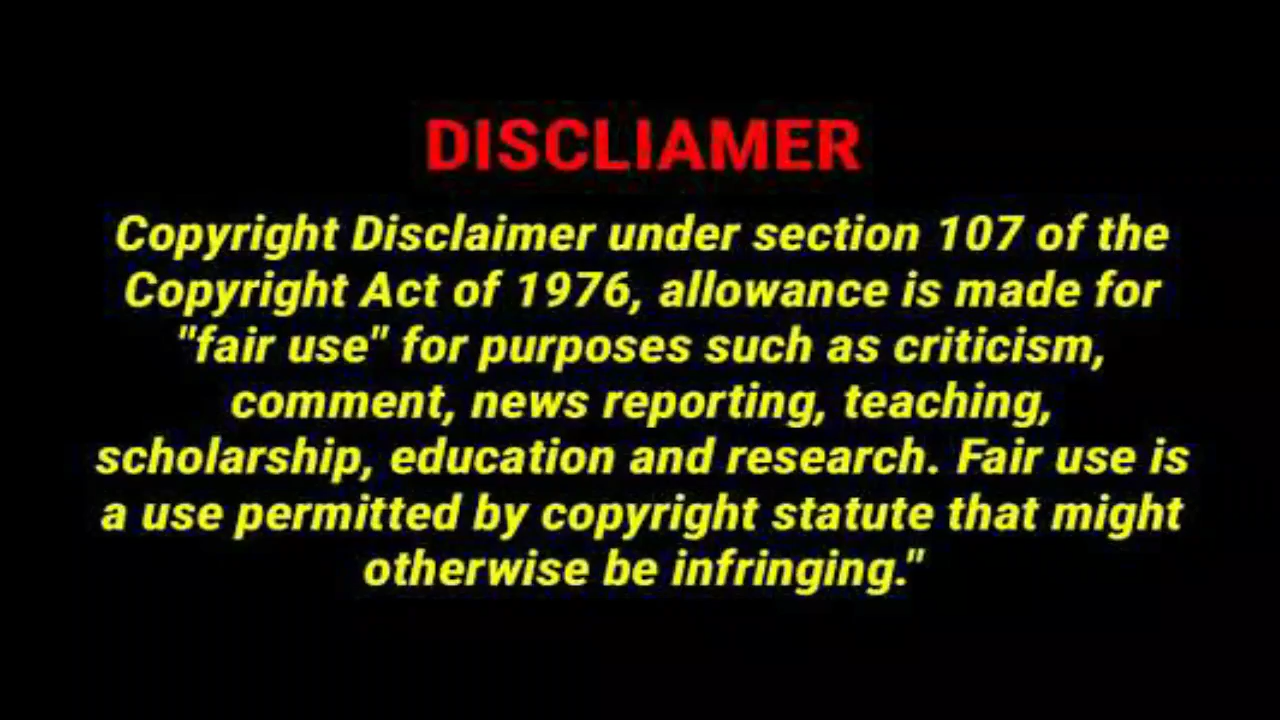 DISCLIAMER
Copyright Disclaimer under section 107 of the
Copyright Act of 1976, allowance is made for
"fair use" for purposes such as criticism,
comment, news reporting, teaching,
scholarship, education and research. Fair use is
a use permitted by copyright statute that might
otherwise be infringing."